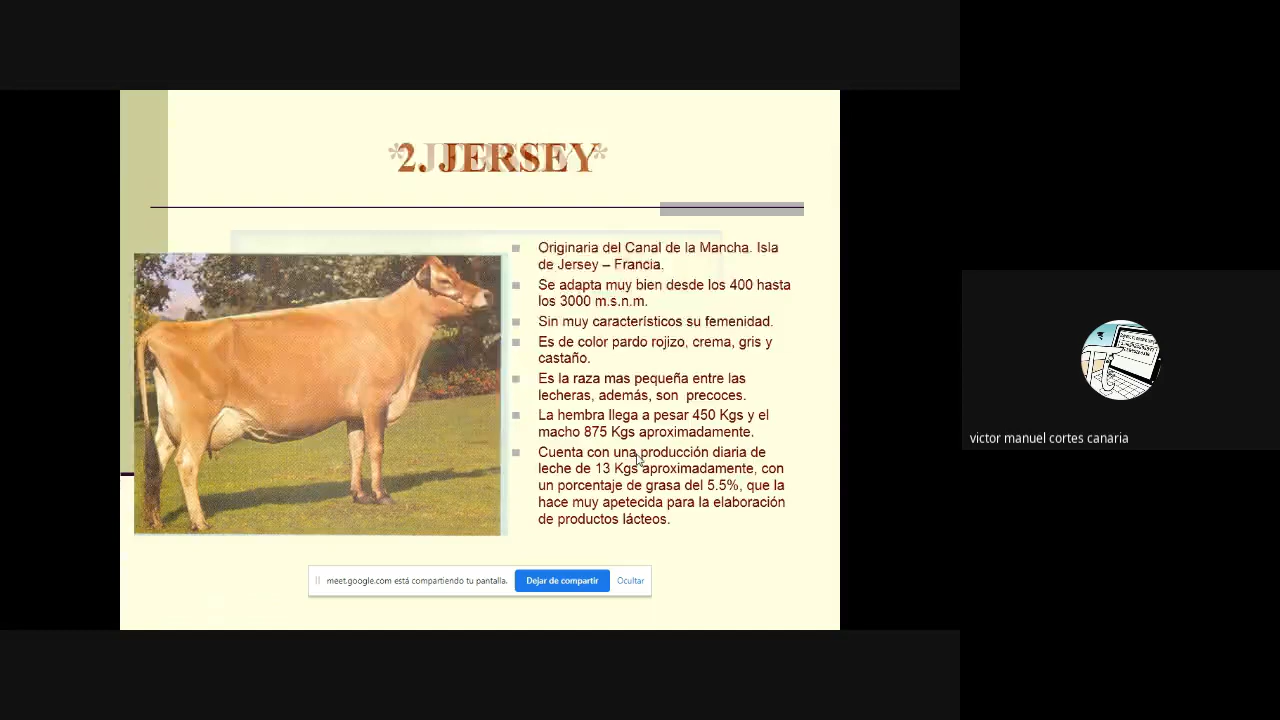 2. JERSEY
Originaria del Canal de la Mancha. Isla
de Jersey – Francia.
Se adapta muy bien desde los 400 hasta
los 3000 m.s.n.m.
Sin muy característicos su femenidad.
Es de color pardo rojizo, crema, gris y
castaño.
Es la raza mas pequeña entre las
lecheras, además, son precoces.
La hembra llega a pesar 450 Kgs y el
macho 875 Kgs aproximadamente.
Cuenta con una producción diaria de
leche de 13 Kgs aproximadamente, con
un porcentaje de grasa del 5.5%, que la
hace muy apetecida para la elaboración
de productos lácteos.
meet.google.com está compartiendo tu pantalla.
Dejar de compartir
Ocultar
victor manuel cortes canaria